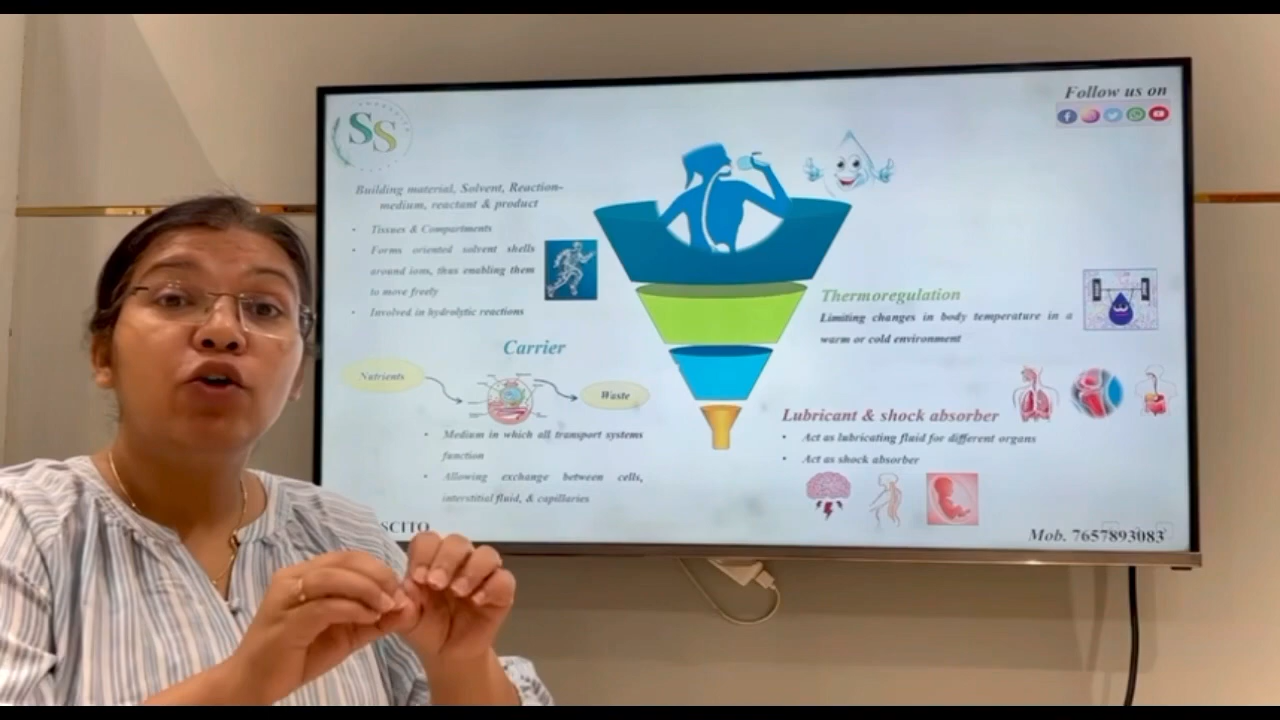 Follow us on
SS
Building material, Solvent, Reaction-
medium, reactant & product
• Tissues & Compartments
• Forms oriented solvent shells
around ions, thus enabling them
to move freely
• Involved in hydrolytic reactions
Carrier
Nutrients
Waste
• Medium in which all transport systems
function
• Allowing exchange between cells,
interstitial fluid, & capillaries
Thermoregulation
Limiting changes in body temperature in a
warm or cold environment
Lubricant & shock absorber
• Act as lubricating fluid for different organs
• Act as shock absorber
SCITO
Mob. 7657893083